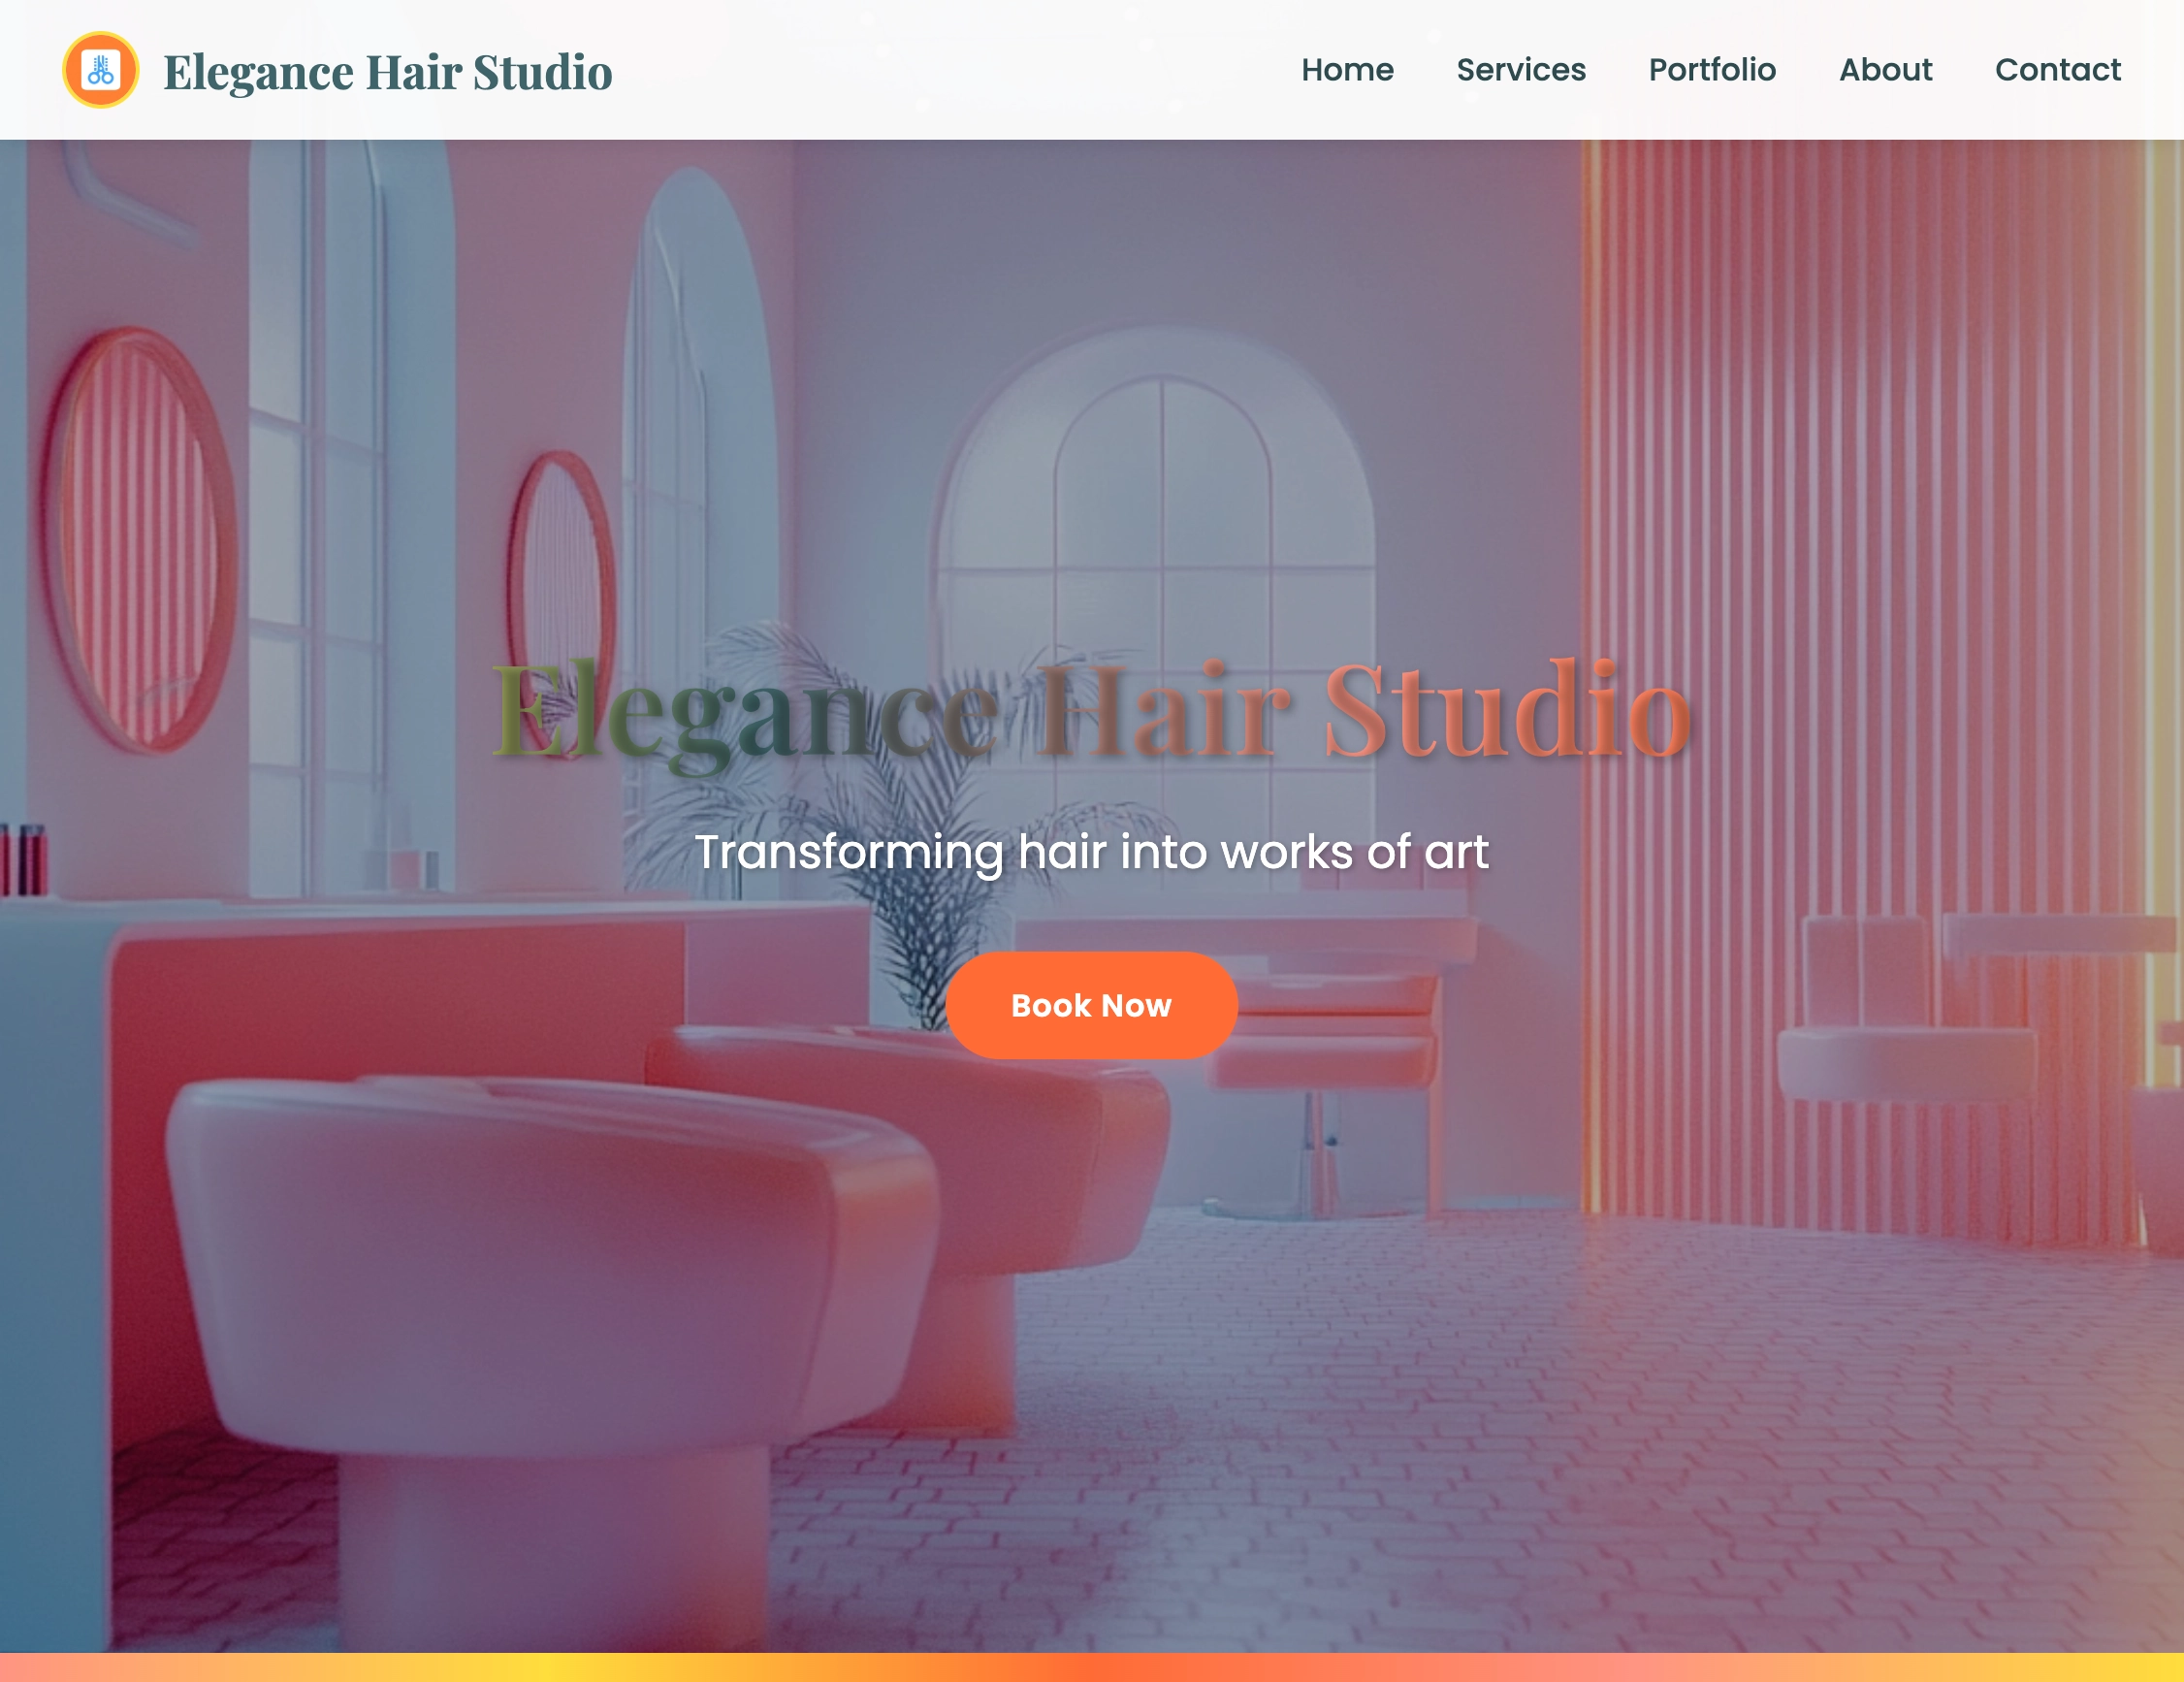 Elegance Hair Studio
Home Services Portfolio About Contact
Elegance Hair Studio
Transforming hair into works of art
Book Now